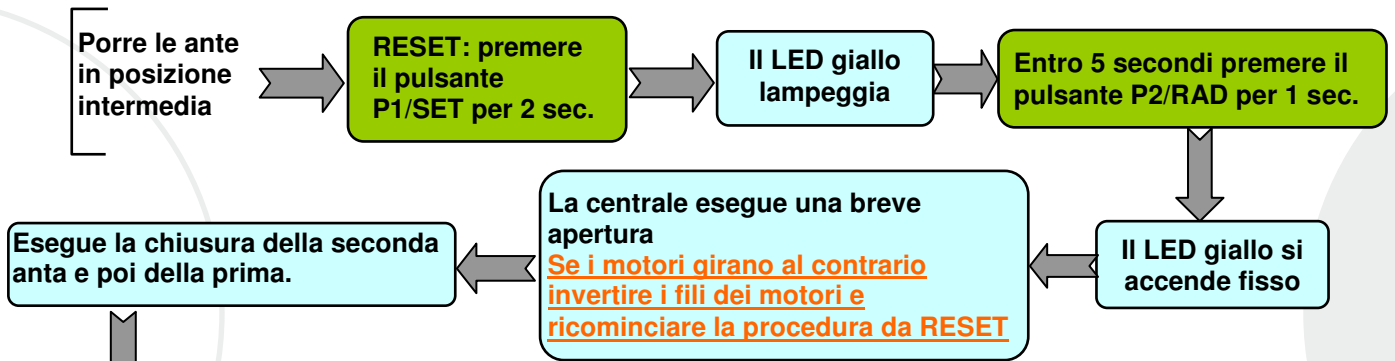 Porre le ante
in posizione
intermedia
RESET: premere
il pulsante
P1/SET per 2 sec.
Il LED giallo
lampeggia
Entro 5 secondi premere il
pulsante P2/RAD per 1 sec.
Il LED giallo si
accende fisso
La centrale esegue una breve
apertura
Se i motori girano al contrario
invertire i fili dei motori e
ricominciare la procedura da RESET
Esegue la chiusura della seconda
anta e poi della prima.